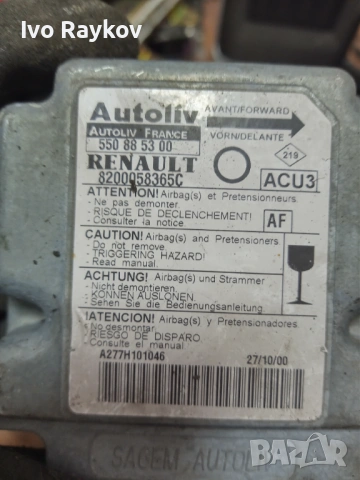 Ivo Raykov
Autoliv
AVANT/FORWARD
AUTOLIV FRANCE
VORN/DELANTE
550 88 53 00
RENAULT
219
8200058365C
ACU3
ATTENTION! Airbag(s) et Pretensionneurs
- Ne pas demonter.
- RISQUE DE DECLENCHEMENT!
- Consulter la notice
AF
CAUTION! Airbag(s) and Pretensioners
- Do not remove.
- TRIGGERING HAZARD!
- Read manual.
ACHTUNG! Airbag(s) und Strammer
- Nicht demontieren.
- KONNEN AUSLONEN.
- Sehen Sie die Bedienungsanleitung
!ATENCION! Airbag(s) y Pretensionadores
- No desmontar
- RIESGO DE DISPARO
- Consulte el manual
A277H101046
27/10/00
SAGEM AUTOLIV
BAZAR